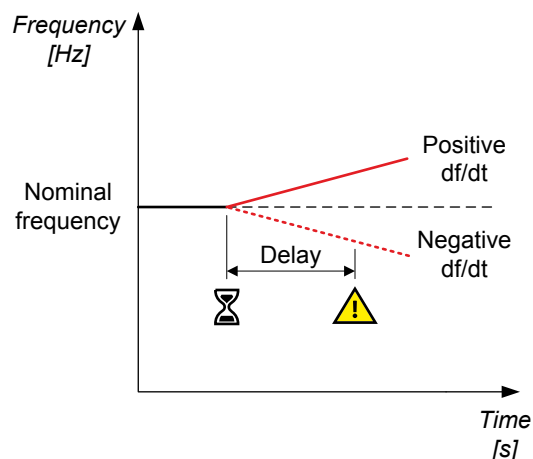 Frequency
[Hz]
Positive
df/dt
Nominal
frequency
Negative
df/dt
Delay
!
Time
[s]